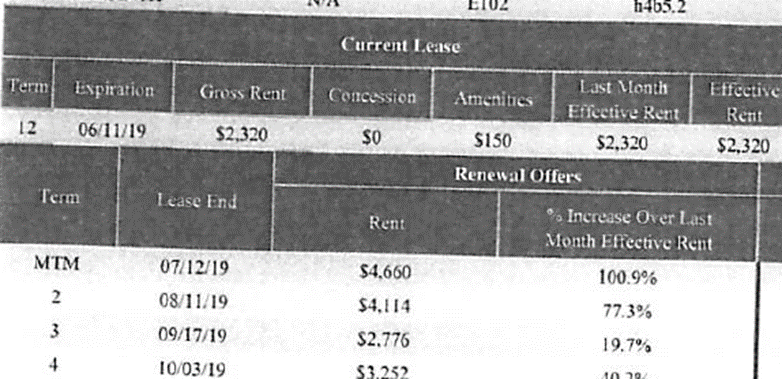 N/A E102 h4b5.2
Current Lease
Term Expiration Gross Rent Concession Amenities Last Month Effective Rent Effective Rent
12 06/11/19 $2,320 $0 $150 $2,320 $2,320
Renewal Offers
Term Lease End Rent % Increase Over Last Month Effective Rent
MTM 07/12/19 $4,660 100.9%
2 08/11/19 $4,114 77.3%
3 09/17/19 $2,776 19.7%
4 10/03/19 $3,252 40.2%